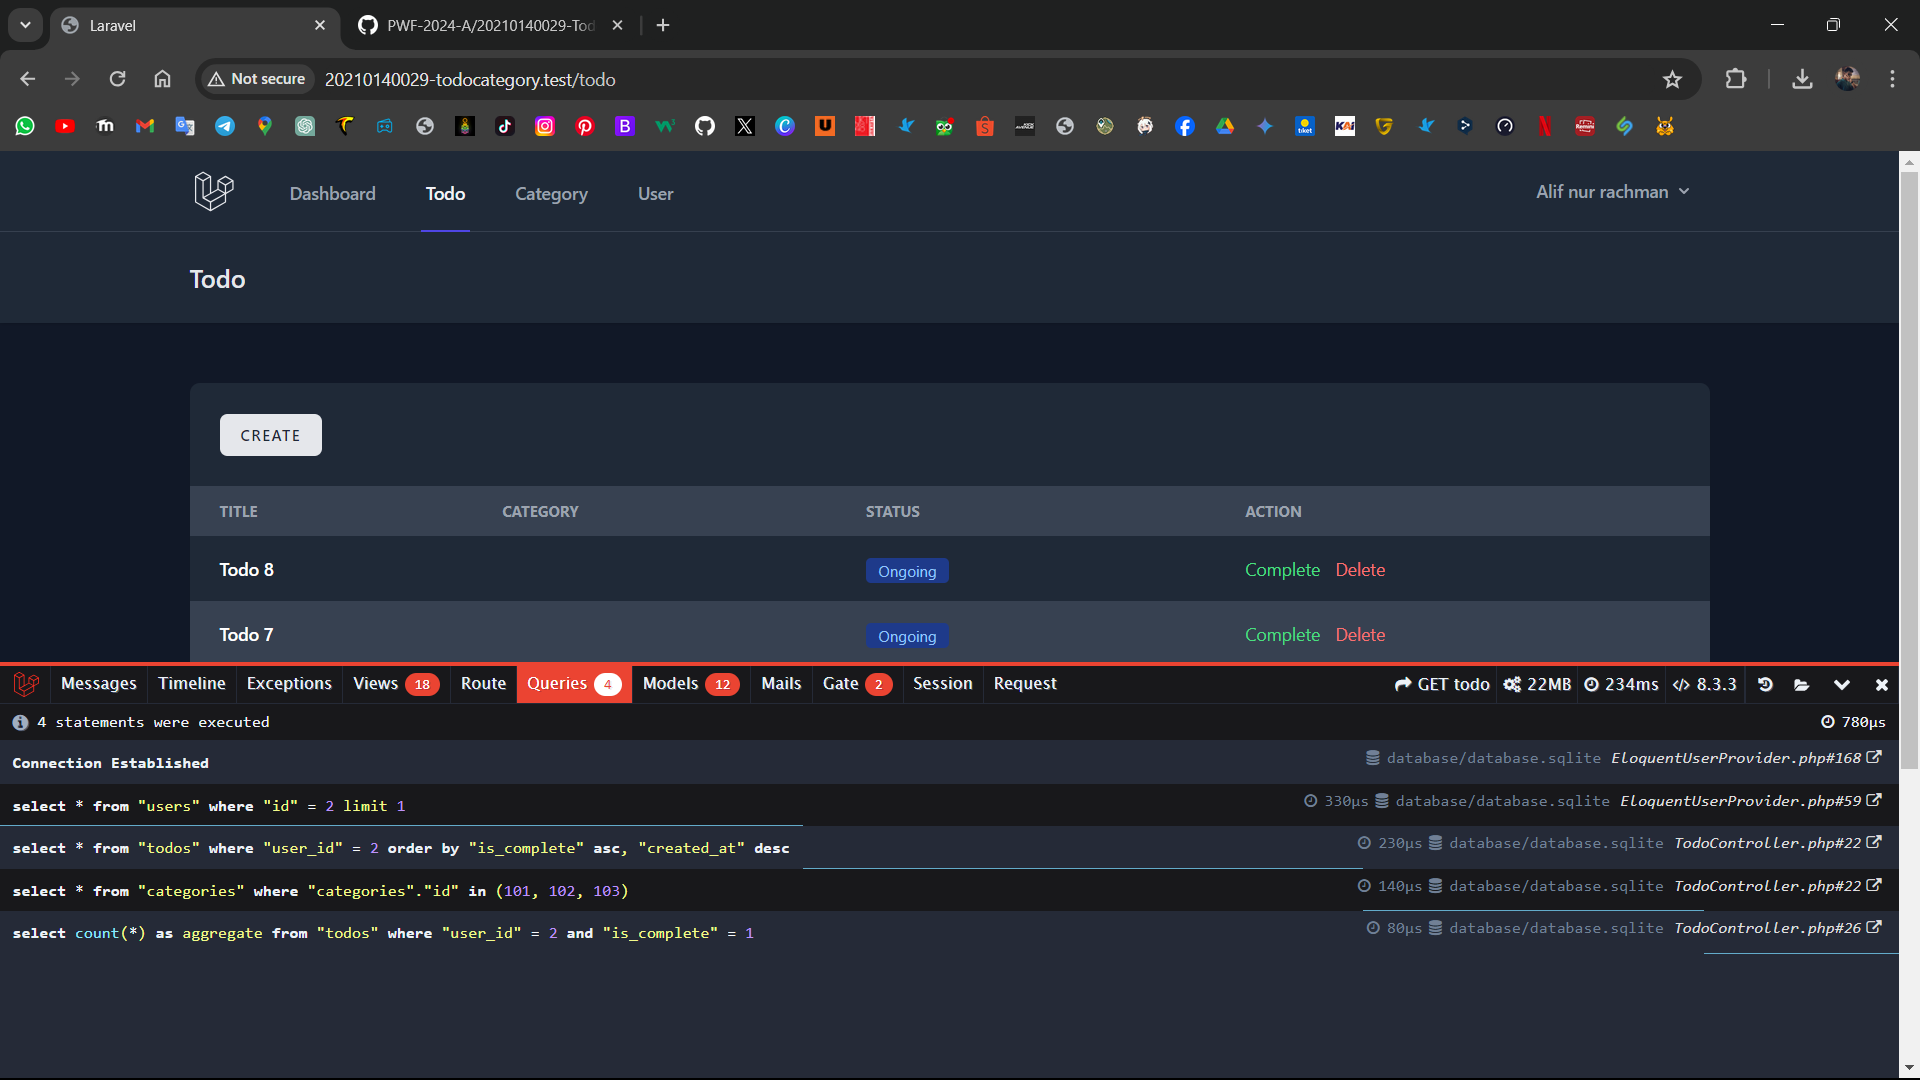 Laravel
PWF-2024-A/20210140029-Tod
Not secure
20210140029-todocategory.test/todo
Dashboard
Todo
Category
User
Alif nur rachman
Todo
CREATE
TITLE CATEGORY STATUS ACTION
Todo 8 Ongoing Complete Delete
Todo 7 Ongoing Complete Delete
Messages Timeline Exceptions Views 18 Route Queries 4 Models 12 Mails Gate 2 Session Request GET todo 22MB 234ms 8.3.3
4 statements were executed 780μs
Connection Established database/database.sqlite EloquentUserProvider.php#168
select * from "users" where "id" = 2 limit 1 330μs database/database.sqlite EloquentUserProvider.php#59
select * from "todos" where "user_id" = 2 order by "is_complete" asc, "created_at" desc 230μs database/database.sqlite TodoController.php#22
select * from "categories" where "categories"."id" in (101, 102, 103) 140μs database/database.sqlite TodoController.php#22
select count(*) as aggregate from "todos" where "user_id" = 2 and "is_complete" = 1 80μs database/database.sqlite TodoController.php#26